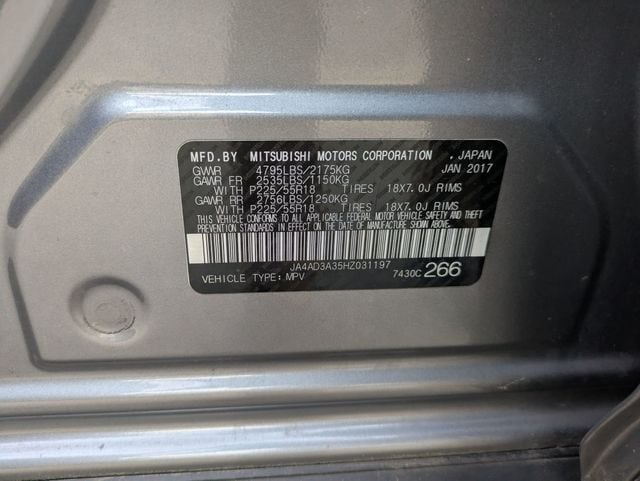 MFD.BY MITSUBISHI MOTORS CORPORATION . JAPAN
GVWR 4795LBS/2175KG JAN 2017
GAWR FR 2535LBS/1150KG
WITH P225/55R18 TIRES 18X7.0J RIMS
GAWR RR 2756LBS/1250KG
WITH P225/55R18 TIRES 18X7.0J RIMS
THIS VEHICLE CONFORMS TO ALL APPLICABLE FEDERAL MOTOR VEHICLE SAFETY AND THEFT
PREVENTION STANDARDS IN EFFECT ON THE DATE OF MANUFACTURE SHOWN ABOVE.
JA4AD3A35HZ031197
VEHICLE TYPE: MPV 7430C 266